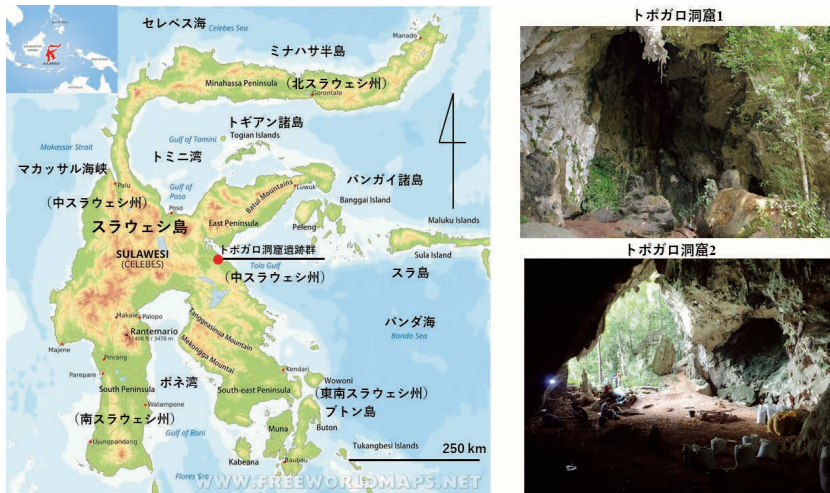 セレベス海
Celebes Sea
ミナハサ半島
Manado
Minahassa Peninsula
(北スラウェシ州)
Gorontalo
トギアン諸島
Gulf of Tomini
Togian Islands
Makassar Strait
トミニ湾
マカッサル海峡
Palu
Gulf of
Poso
Poso
Batui Mountains
Luwuk
バンガイ諸島
Banggai Island
(中スラウェシ州)
スラウェシ島
East Peninsula
Peleng
Maluku Islands
SULAWESI
(CELEBES)
トポガロ洞窟遺跡群
Tolo Gulf
(中スラウェシ州)
Sula Island
スラ島
Makale
Palopo
Rantemario
11408 ft / 3478 m
Tanggeasinua Mountain
Mekongga Mountai
バンダ海
Banda Sea
Majene
Pinrang
Parepare
South Peninsula
ボネ湾
Kendari
Wowoni
South-east Peninsula
(東南スラウェシ州)
ブトン島
Watampone
(南スラウェシ州)
Buton
Muna
Gulf of Boni
Ujungpandang
Kabeana
Baubau
Tukangbesi Islands
250 km
Flores Sea
WWW.FREEWORLDMAPS.NET
トポガロ洞窟1
トポガロ洞窟2